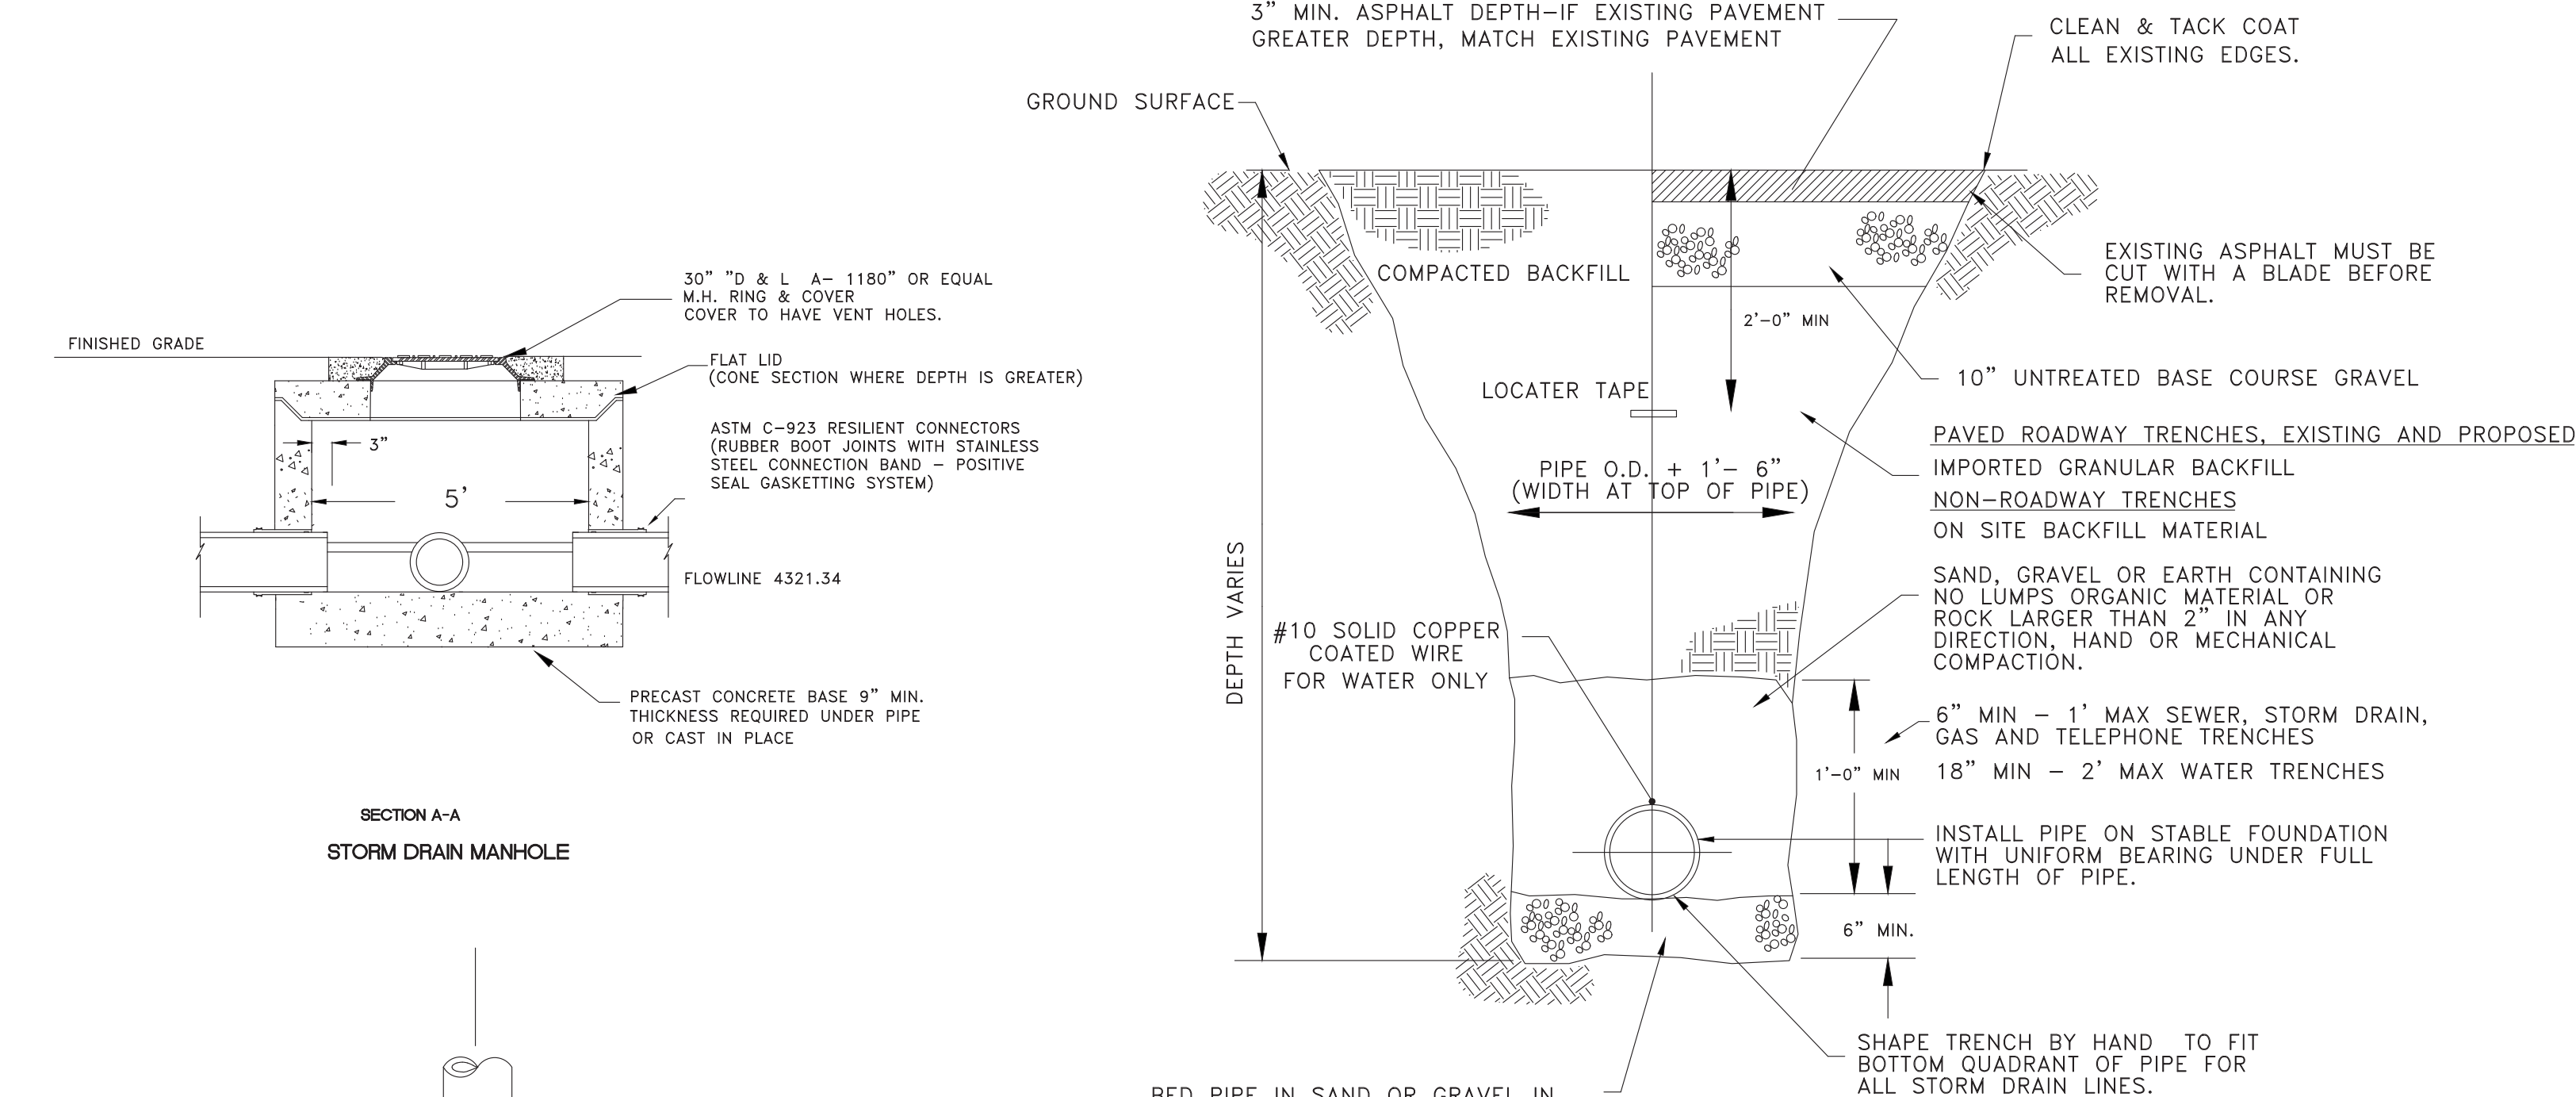 30" "D & L A- 1180" OR EQUAL
M.H. RING & COVER
COVER TO HAVE VENT HOLES.
FINISHED GRADE
FLAT LID
(CONE SECTION WHERE DEPTH IS GREATER)
3"
ASTM C-923 RESILIENT CONNECTORS
(RUBBER BOOT JOINTS WITH STAINLESS
STEEL CONNECTION BAND - POSITIVE
SEAL GASKETTING SYSTEM)
5'
FLOWLINE 4321.34
PRECAST CONCRETE BASE 9" MIN.
THICKNESS REQUIRED UNDER PIPE
OR CAST IN PLACE
SECTION A-A
STORM DRAIN MANHOLE
3" MIN. ASPHALT DEPTH-IF EXISTING PAVEMENT
GREATER DEPTH, MATCH EXISTING PAVEMENT
CLEAN & TACK COAT
ALL EXISTING EDGES.
GROUND SURFACE
COMPACTED BACKFILL
EXISTING ASPHALT MUST BE
CUT WITH A BLADE BEFORE
REMOVAL.
2'-0" MIN
10" UNTREATED BASE COURSE GRAVEL
LOCATER TAPE
PAVED ROADWAY TRENCHES, EXISTING AND PROPOSED
IMPORTED GRANULAR BACKFILL
NON-ROADWAY TRENCHES
ON SITE BACKFILL MATERIAL
PIPE O.D. + 1'- 6"
(WIDTH AT TOP OF PIPE)
DEPTH VARIES
SAND, GRAVEL OR EARTH CONTAINING
NO LUMPS ORGANIC MATERIAL OR
ROCK LARGER THAN 2" IN ANY
DIRECTION, HAND OR MECHANICAL
COMPACTION.
#10 SOLID COPPER
COATED WIRE
FOR WATER ONLY
6" MIN - 1' MAX SEWER, STORM DRAIN,
GAS AND TELEPHONE TRENCHES
18" MIN - 2' MAX WATER TRENCHES
1'-0" MIN
INSTALL PIPE ON STABLE FOUNDATION
WITH UNIFORM BEARING UNDER FULL
LENGTH OF PIPE.
6" MIN.
SHAPE TRENCH BY HAND TO FIT
BOTTOM QUADRANT OF PIPE FOR
ALL STORM DRAIN LINES.
BED PIPE IN SAND OR GRAVEL IN